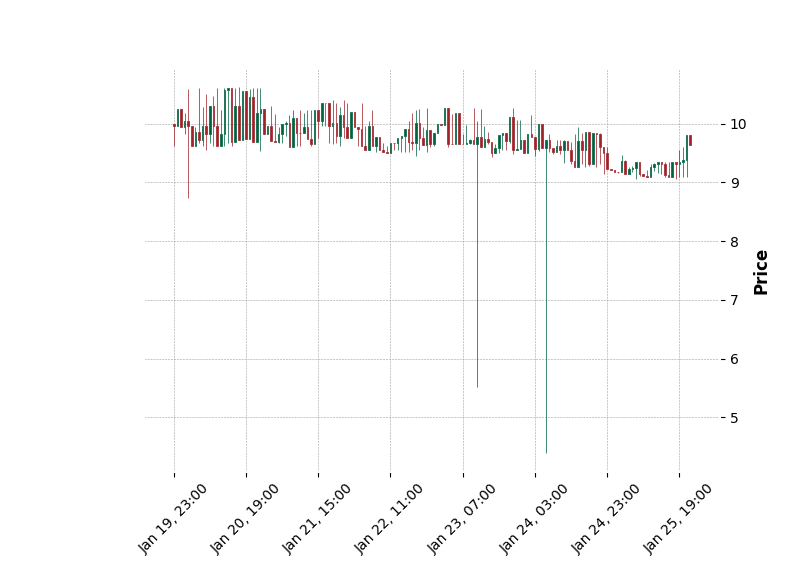 10
9
8
7
6
5
Price
Jan 19, 23:00
Jan 20, 19:00
Jan 21, 15:00
Jan 22, 11:00
Jan 23, 07:00
Jan 24, 03:00
Jan 24, 23:00
Jan 25, 19:00